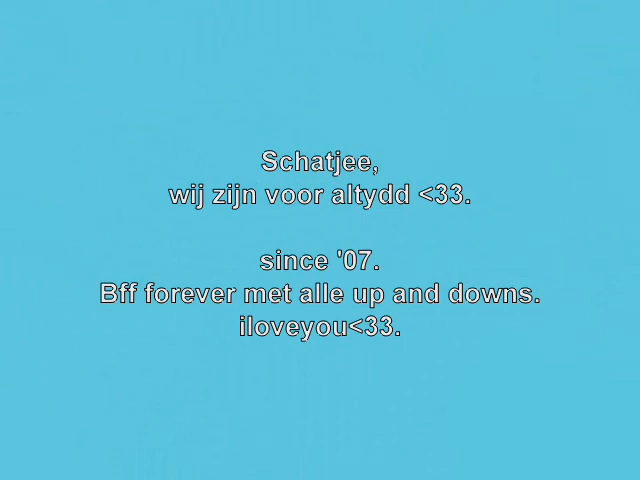 Schatjee,
wij zijn voor altydd <33.
since '07.
Bff forever met alle up and downs.
iloveyou<33.